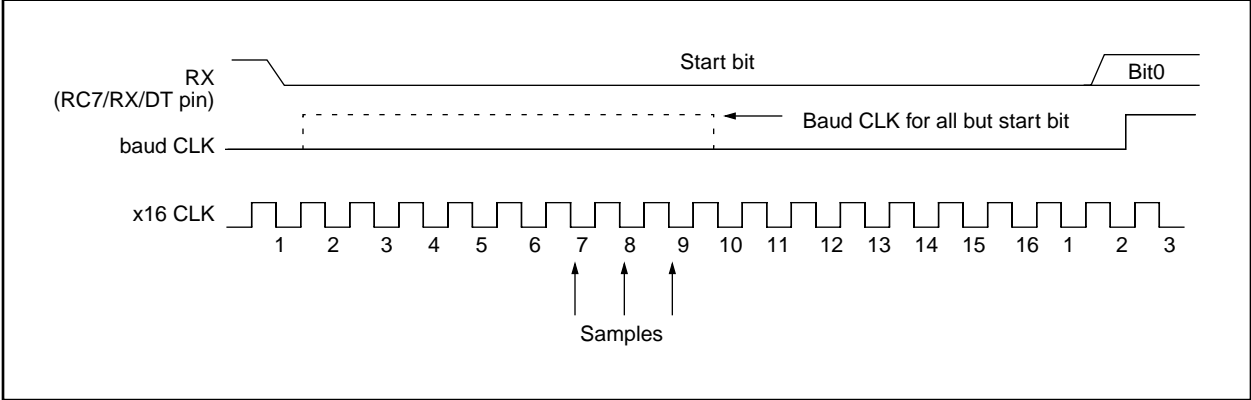 Start bit
RX
(RC7/RX/DT pin)
Bit0
Baud CLK for all but start bit
baud CLK
x16 CLK
1 2 3 4 5 6 7 8 9 10 11 12 13 14 15 16 1 2 3
Samples